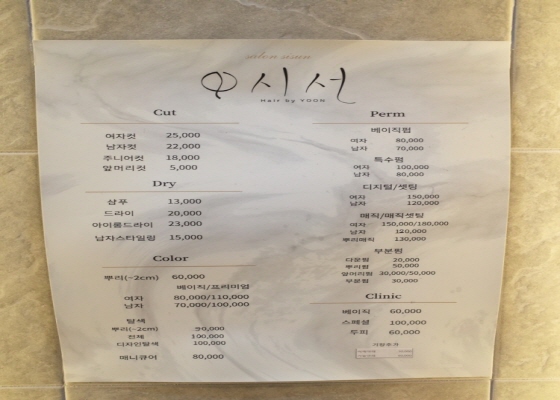 Hair by YOON
Cut
여자컷 25,000
남자컷 22,000
주니어컷 18,000
앞머리컷 5,000
Dry
샴푸 13,000
드라이 20,000
아이롱드라이 23,000
남자스타일링 15,000
Color
뿌리(~2cm) 60,000
베이직/프리미엄
여자 80,000/110,000
남자 70,000/100,000
탈색
뿌리(~2cm) 90,000
전체 100,000
디자인탈색 100,000
매니큐어 80,000
Perm
베이직펌
여자 80,000
남자 70,000
특수펌
여자 100,000
남자 80,000
디지털/셋팅
여자 150,000
남자 120,000
매직/매직셋팅
여자 150,000/180,000
남자 120,000
뿌리매직 130,000
부분펌
다운펌 20,000
뿌리펌 50,000
앞머리펌 30,000/50,000
부분펌 30,000
Clinic
베이직 60,000
스페셜 100,000
두피 60,000